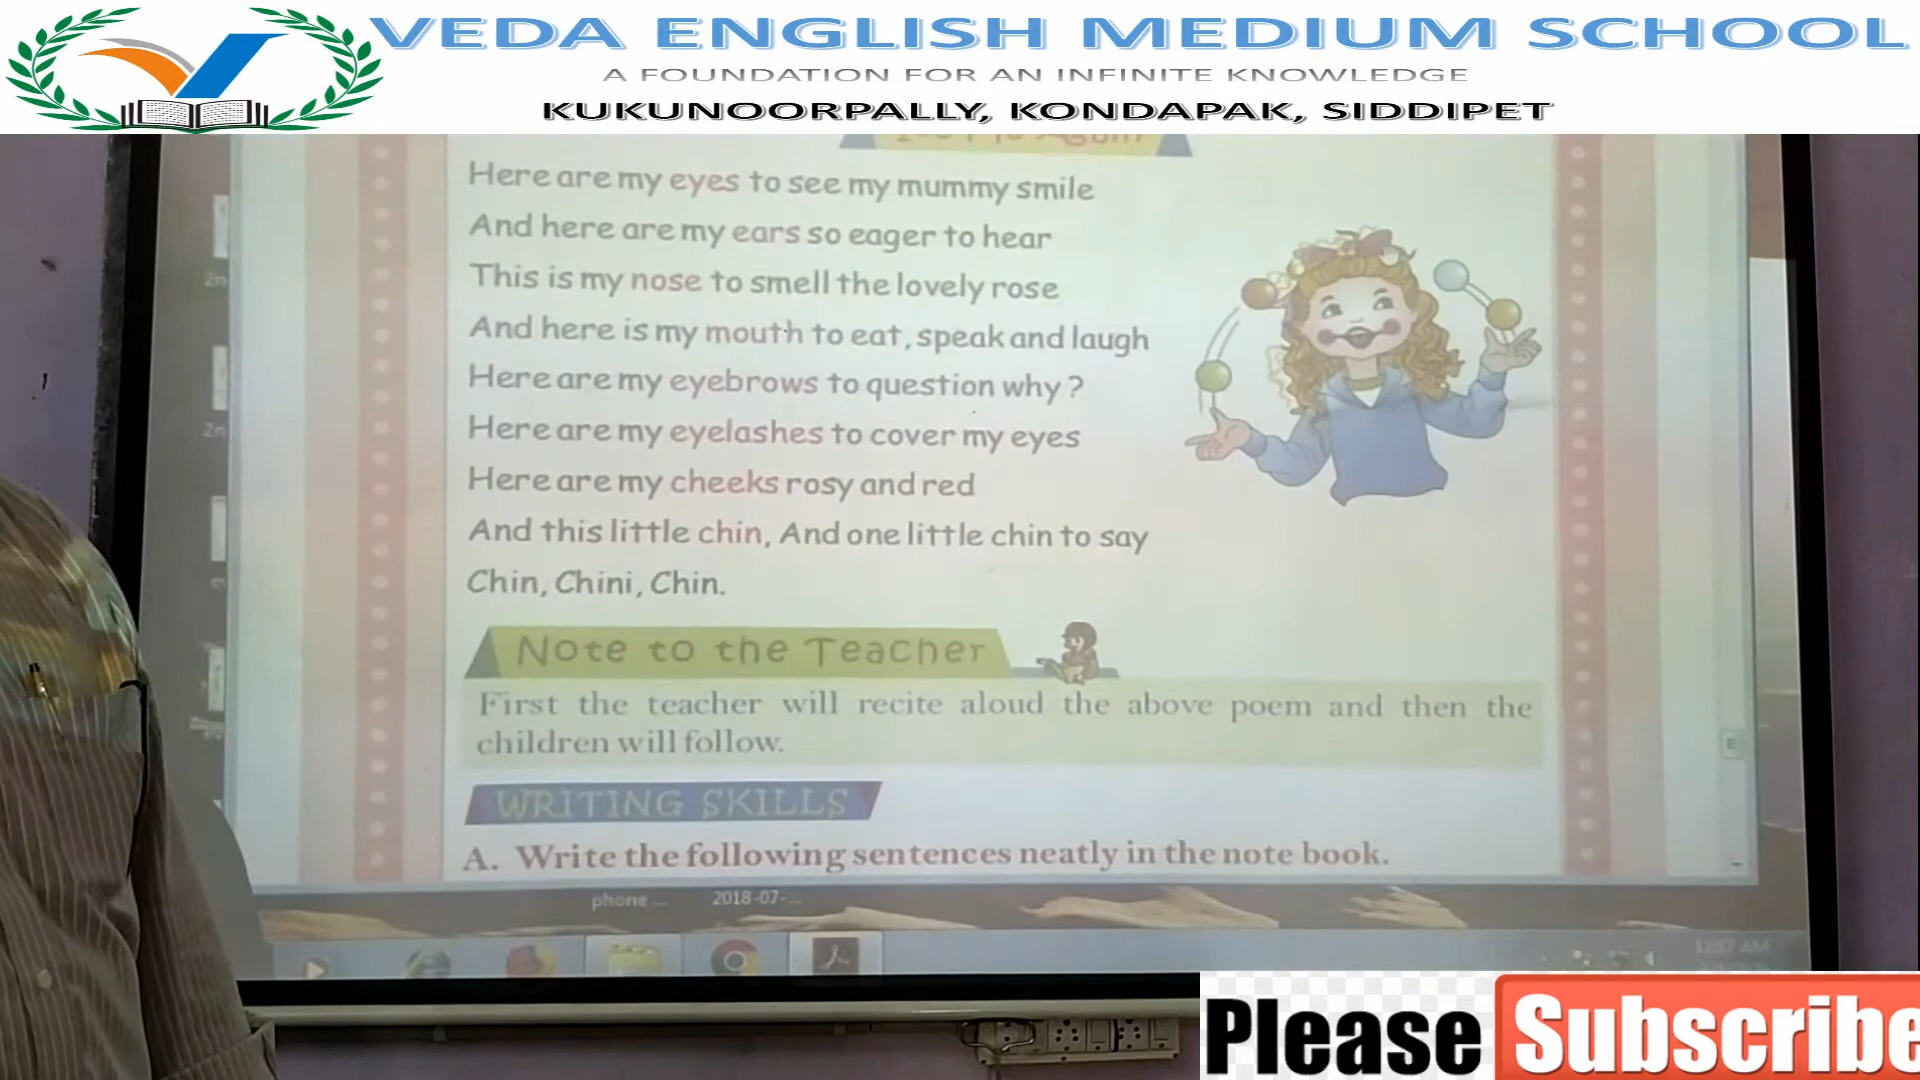 VEDA ENGLISH MEDIUM SCHOOL
A FOUNDATION FOR AN INFINITE KNOWLEDGE
KUKUNOORPALLY, KONDAPAK, SIDDIPET
Here are my eyes to see my mummy smile
And here are my ears so eager to hear
This is my nose to smell the lovely rose
And here is my mouth to eat, speak and laugh
Here are my eyebrows to question why?
Here are my eyelashes to cover my eyes
Here are my cheeks rosy and red
And this little chin, And one little chin to say
Chin, Chini, Chin.
Note to the Teacher
First the teacher will recite aloud the above poem and then the
children will follow.
WRITING SKILLS
A. Write the following sentences neatly in the note book.
phone ... 2018-07-...
12:17 AM
Please Subscribe